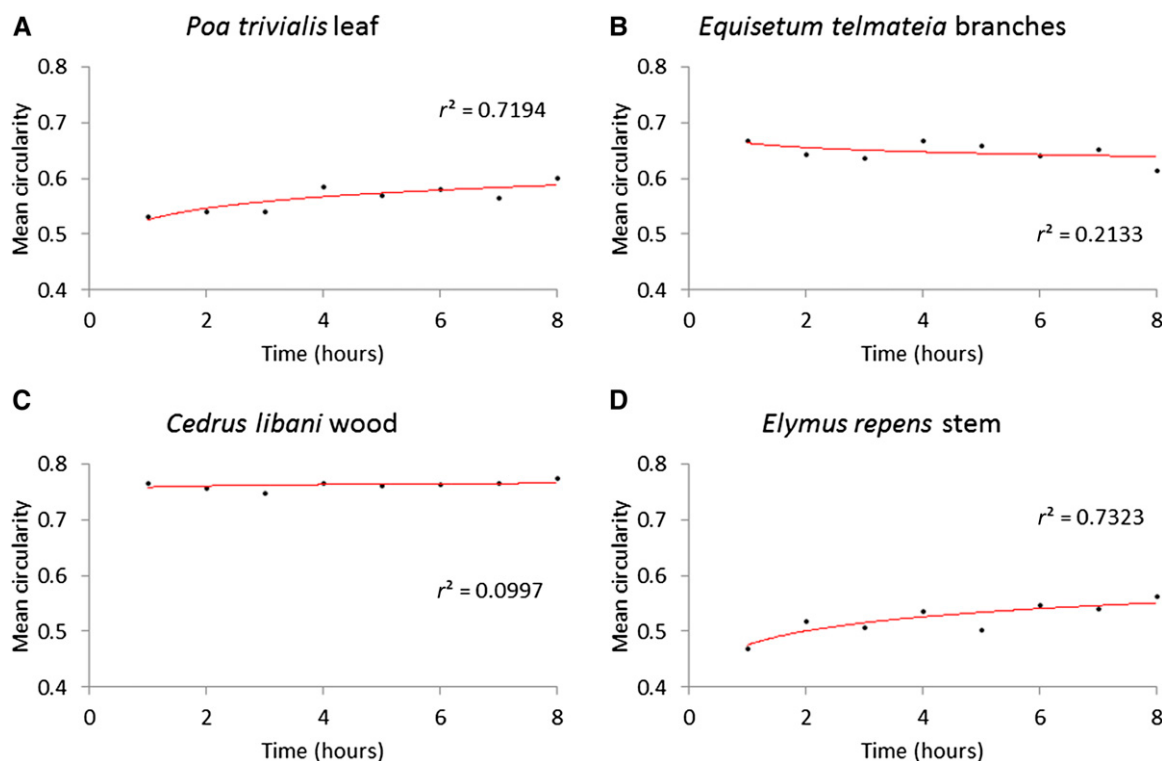 A
Poa trivialis leaf
0.8
0.7
0.6
0.5
0.4
Mean circularity
r² = 0.7194
0 2 4 6 8
Time (hours)
B
Equisetum telmateia branches
0.8
0.7
0.6
0.5
0.4
Mean circularity
r² = 0.2133
0 2 4 6 8
Time (hours)
C
Cedrus libani wood
0.8
0.7
0.6
0.5
0.4
Mean circularity
r² = 0.0997
0 2 4 6 8
Time (hours)
D
Elymus repens stem
0.8
0.7
0.6
0.5
0.4
Mean circularity
r² = 0.7323
0 2 4 6 8
Time (hours)